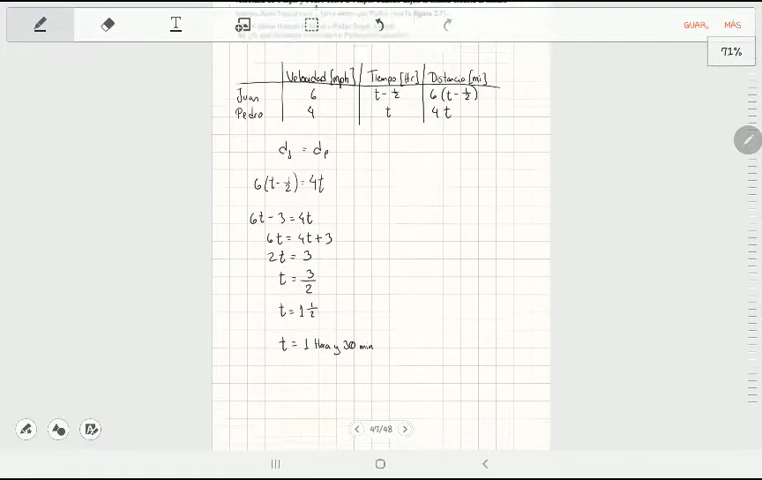 GUAR. MÁS
71%
Velocidad [mph] Tiempo [Hr] Distancia [mi]
Juan 6 t - 1/2 6(t - 1/2)
Pedro 4 t 4t
dJ = dP
6(t - 1/2) = 4t
6t - 3 = 4t
6t = 4t + 3
2t = 3
t = 3/2
t = 1 1/2
t = 1 Hora y 30 min
47/48